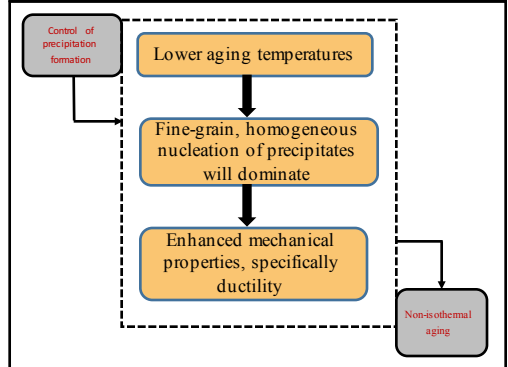 Control of
precipitation
formation
Lower aging temperatures
Fine-grain, homogeneous
nucleation of precipitates
will dominate
Enhanced mechanical
properties, specifically
ductility
Non-isothermal
aging